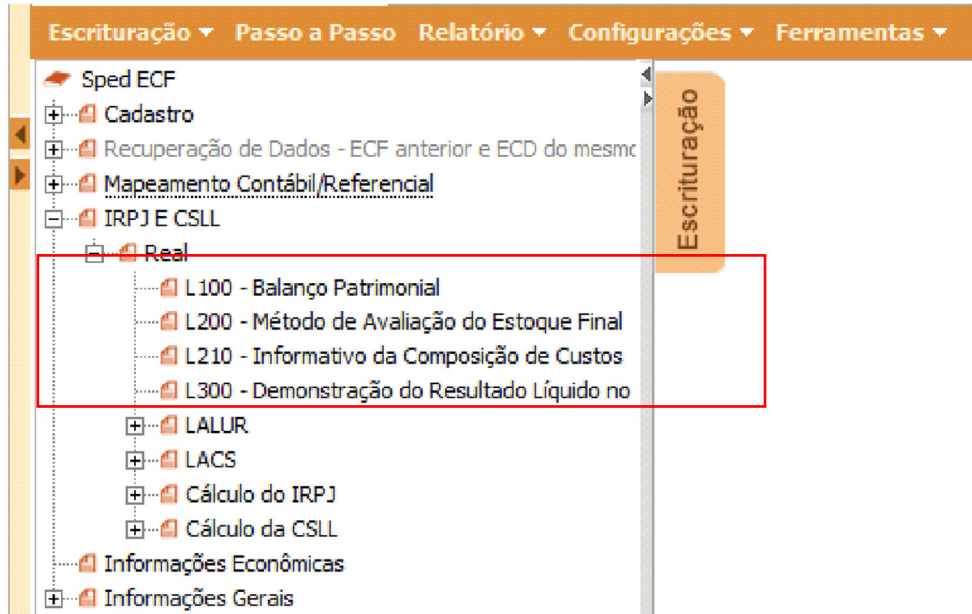 Escrituração Passo a Passo Relatório Configurações Ferramentas
Sped ECF
Cadastro
Recuperação de Dados - ECF anterior e ECD do mesmo
Mapeamento Contábil/Referencial
IRPJ E CSLL
Real
L100 - Balanço Patrimonial
L200 - Método de Avaliação do Estoque Final
L210 - Informativo da Composição de Custos
L300 - Demonstração do Resultado Líquido no
LALUR
LACS
Cálculo do IRPJ
Cálculo da CSLL
Informações Econômicas
Informações Gerais
Escrituração